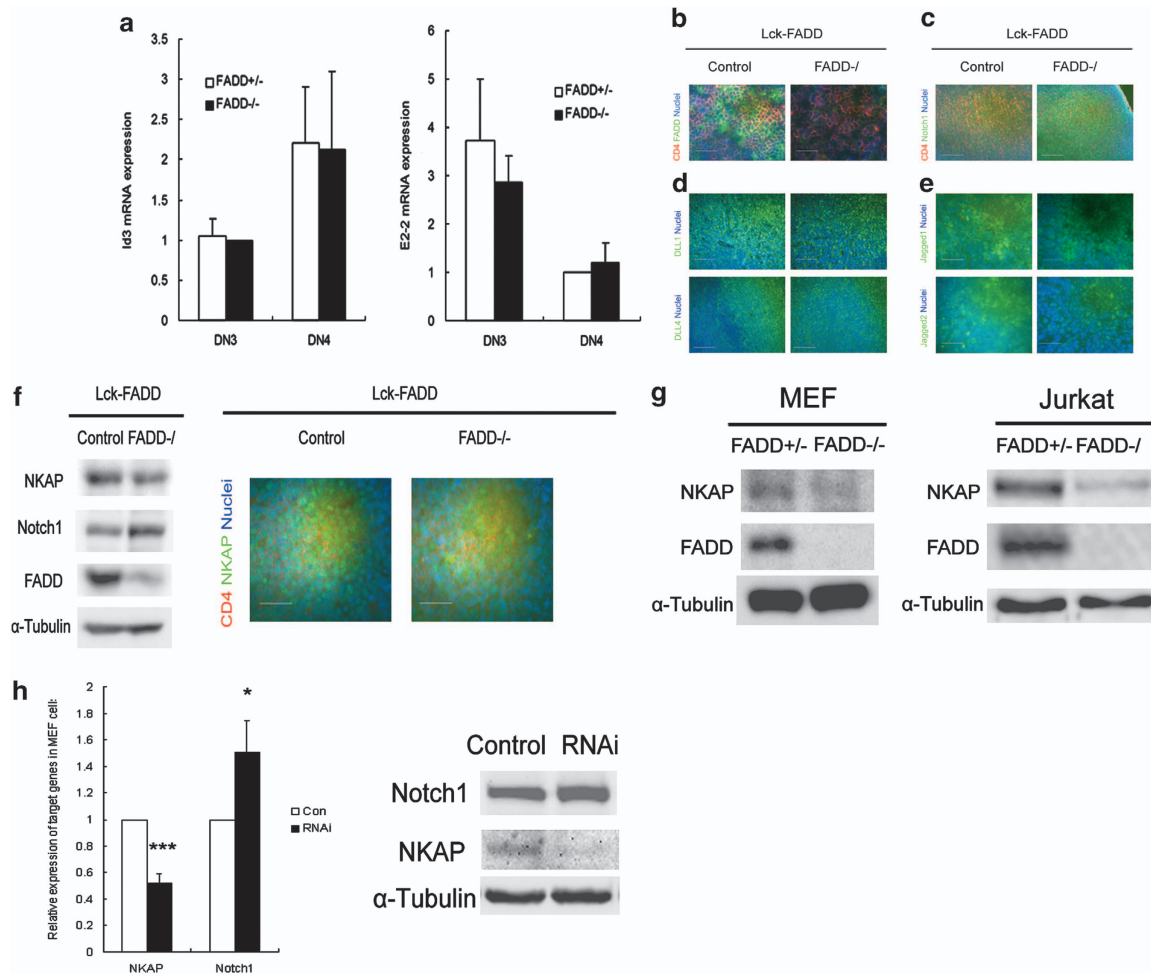 a
Id3 mRNA expression
3.5
3
2.5
2
1.5
1
0.5
0
FADD+/-
FADD-/-
DN3
DN4
E2-2 mRNA expression
6
5
4
3
2
1
0
FADD+/-
FADD-/-
DN3
DN4
b
Lck-FADD
Control
FADD-/
CD4 FADD Nuclei
c
Lck-FADD
Control
FADD-/
CD4 Notch1 Nuclei
d
DLL1 Nuclei
DLL4 Nuclei
e
Jagged1 Nuclei
Jagged2 Nuclei
f
Lck-FADD
Control FADD-/
NKAP
Notch1
FADD
α-Tubulin
Lck-FADD
Control
FADD-/-
CD4 NKAP Nuclei
g
MEF
FADD+/- FADD-/-
NKAP
FADD
α-Tubulin
Jurkat
FADD+/- FADD-/
NKAP
FADD
α-Tubulin
h
Relative expression of target genes in MEF cell:
2
1.8
1.6
1.4
1.2
1
0.8
0.6
0.4
0.2
0
***
*
NKAP
Notch1
Con
RNAi
Control RNAi
Notch1
NKAP
α-Tubulin